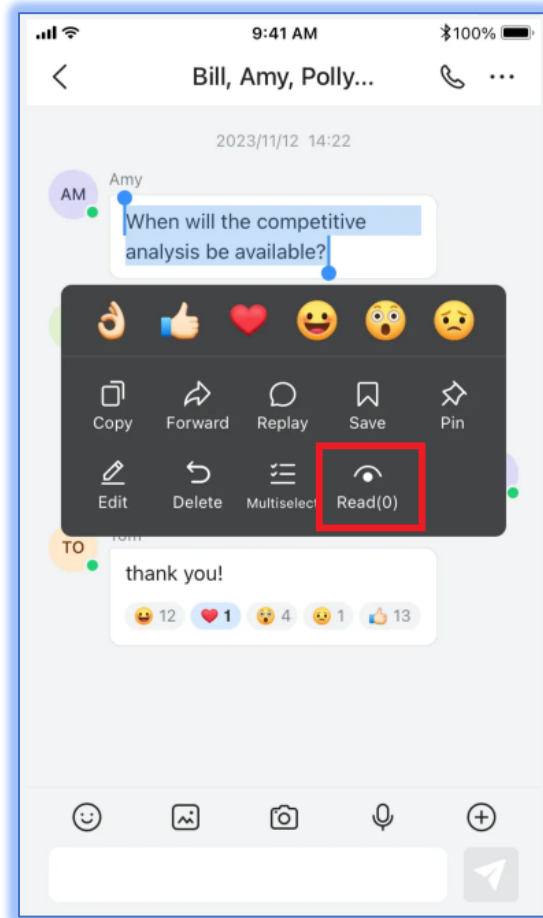 9:41 AM
100%
Bill, Amy, Polly...
2023/11/12 14:22
AM
Amy
When will the competitive
analysis be available?
Copy Forward Replay Save Pin
Edit Delete Multiselect Read(0)
TO
Tom
thank you!
12 1 4 1 13